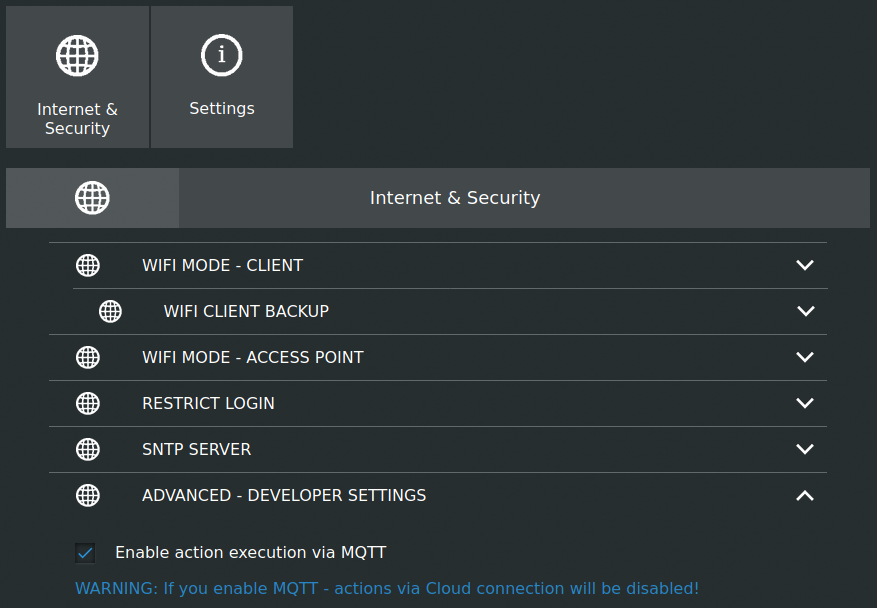 Internet &
Security
Settings
Internet & Security
WIFI MODE - CLIENT
WIFI CLIENT BACKUP
WIFI MODE - ACCESS POINT
RESTRICT LOGIN
SNTP SERVER
ADVANCED - DEVELOPER SETTINGS
Enable action execution via MQTT
WARNING: If you enable MQTT - actions via Cloud connection will be disabled!